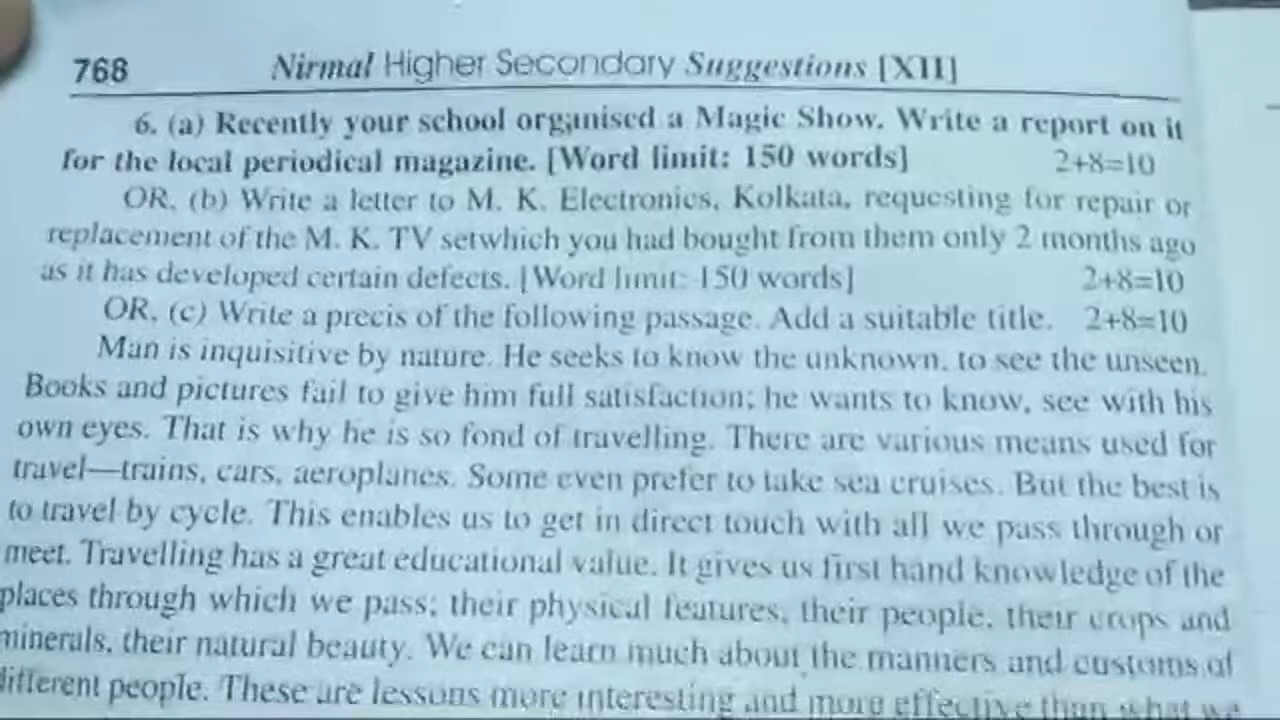 768 Nirmal Higher Secondary Suggestions [XII]
6. (a) Recently your school organised a Magic Show. Write a report on it
for the local periodical magazine. [Word limit: 150 words] 2+8=10
OR, (b) Write a letter to M. K. Electronics, Kolkata, requesting for repair or
replacement of the M. K. TV setwhich you had bought from them only 2 months ago
as it has developed certain defects. [Word limit: 150 words] 2+8=10
OR, (c) Write a precis of the following passage. Add a suitable title. 2+8=10
Man is inquisitive by nature. He seeks to know the unknown, to see the unseen.
Books and pictures fail to give him full satisfaction; he wants to know, see with his
own eyes. That is why he is so fond of travelling. There are various means used for
travel—trains, cars, aeroplanes. Some even prefer to take sea cruises. But the best is
to travel by cycle. This enables us to get in direct touch with all we pass through or
meet. Travelling has a great educational value. It gives us first hand knowledge of the
places through which we pass; their physical features, their people, their crops and
minerals, their natural beauty. We can learn much about the manners and customs of
different people. These are lessons more interesting and more effective than what we